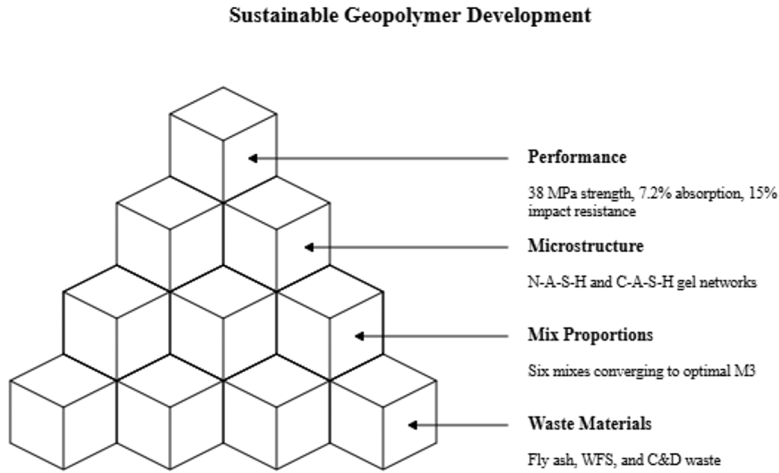 Sustainable Geopolymer Development
Performance
38 MPa strength, 7.2% absorption, 15%
impact resistance
Microstructure
N-A-S-H and C-A-S-H gel networks
Mix Proportions
Six mixes converging to optimal M3
Waste Materials
Fly ash, WFS, and C&D waste